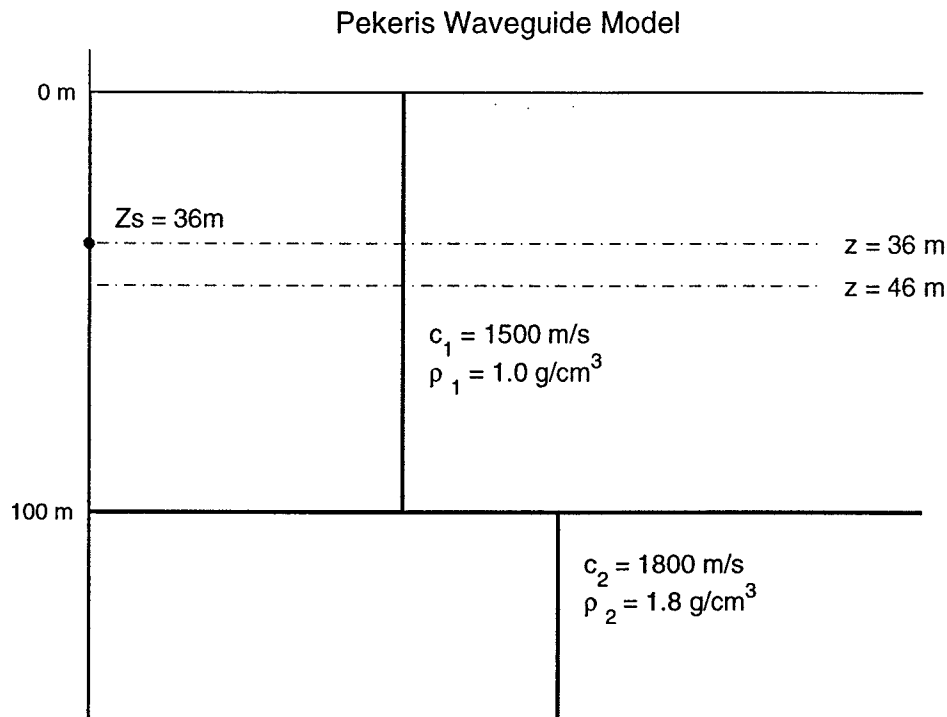 Pekeris Waveguide Model
0 m
Zs = 36m
z = 36 m
z = 46 m
c₁ = 1500 m/s
ρ₁ = 1.0 g/cm³
100 m
c₂ = 1800 m/s
ρ₂ = 1.8 g/cm³